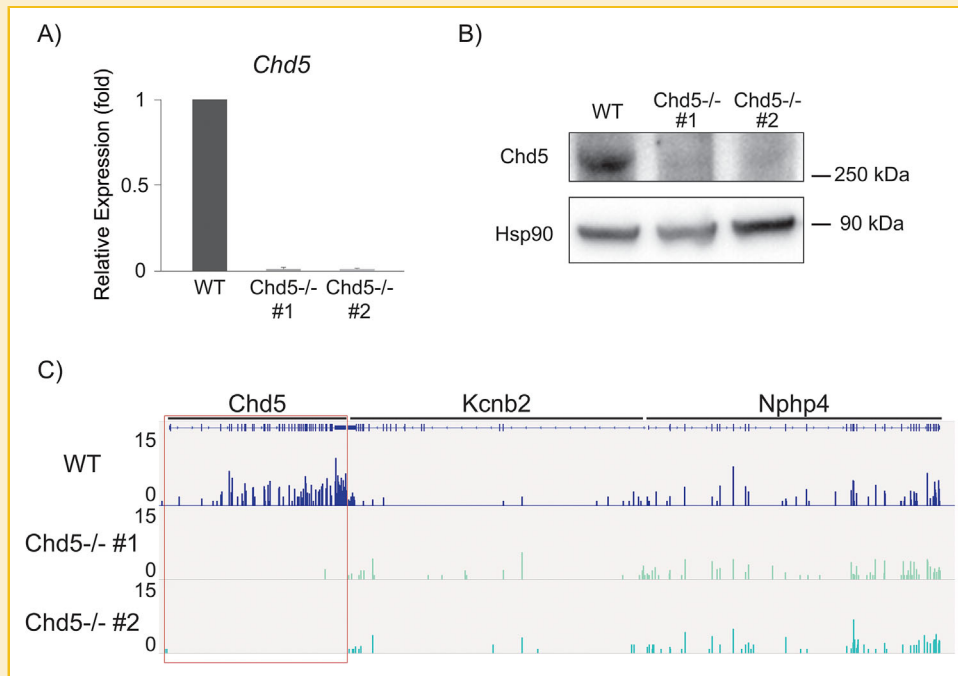 A)
Chd5
Relative Expression (fold)
1
0.5
0
WT
Chd5-/-
#1
Chd5-/-
#2
B)
WT
Chd5-/-
#1
Chd5-/-
#2
Chd5
250 kDa
Hsp90
90 kDa
C)
Chd5
Kcnb2
Nphp4
WT
15
0
Chd5-/- #1
15
0
Chd5-/- #2
15
0